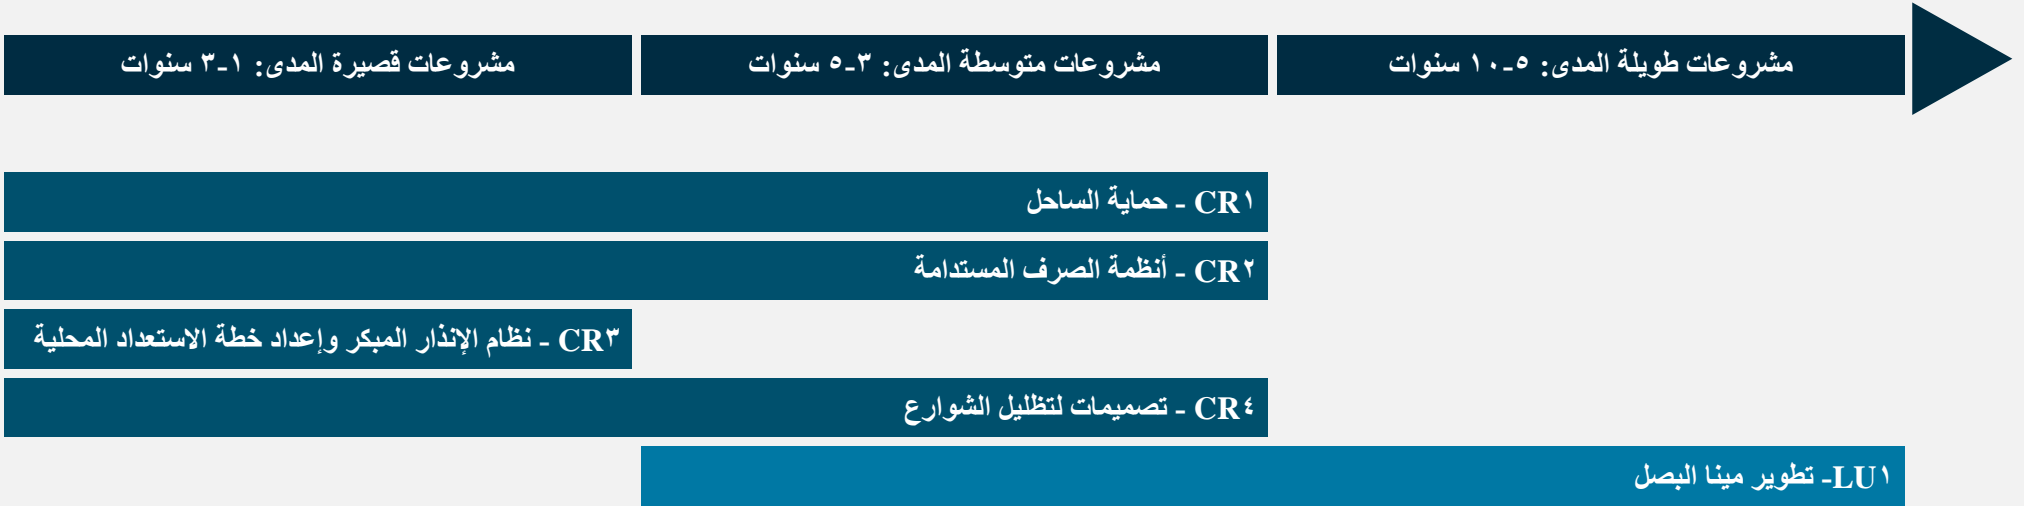 مشروعات قصيرة المدى: ١-٣ سنوات
مشروعات متوسطة المدى: ٣-٥ سنوات
مشروعات طويلة المدى: ٥-١٠ سنوات
CR١ - حماية الساحل
CR٢ - أنظمة الصرف المستدامة
CR٣ - نظام الإنذار المبكر وإعداد خطة الاستعداد المحلية
CR٤ - تصميمات لتظليل الشوارع
LU١- تطوير مينا البصل